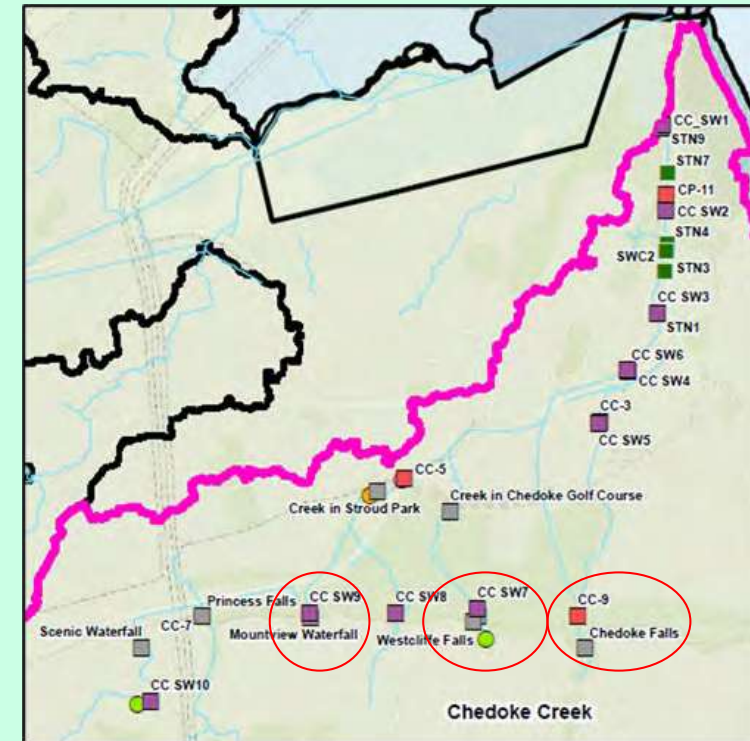 CC_SW1
STN9
STN7
CP-11
CC SW2
STN4
SWC2
STN3
CC SW3
STN1
CC SW6
CC SW4
CC-3
CC SW5
CC-5
Creek in Stroud Park
Creek in Chedoke Golf Course
Princess Falls
CC SW9
CC SW8
CC SW7
CC-9
CC-7
Mountview Waterfall
Westcliffe Falls
Chedoke Falls
Scenic Waterfall
CC SW10
Chedoke Creek